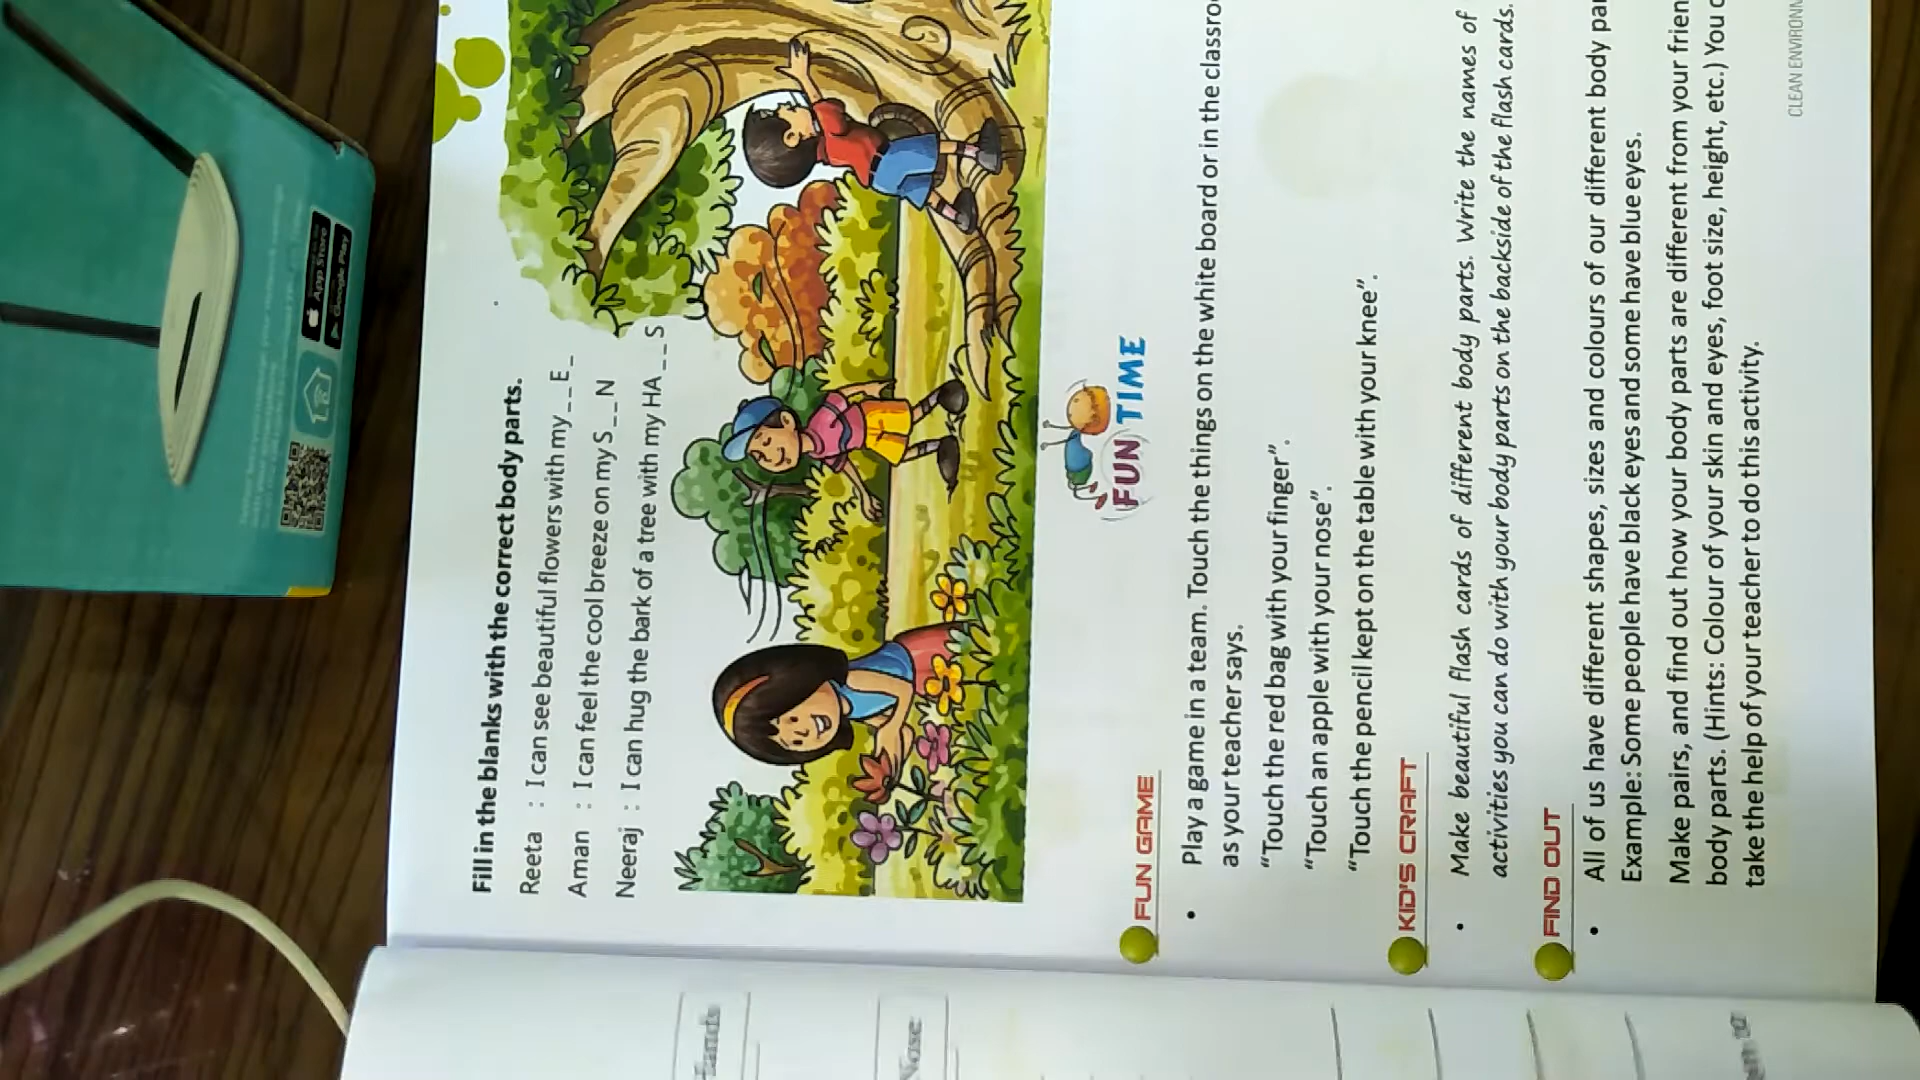 Fill in the blanks with the correct body parts.
Reeta : I can see beautiful flowers with my _ _ E _
Aman : I can feel the cool breeze on my S _ _ N
Neeraj : I can hug the bark of a tree with my HA _ _ S
FUN TIME
FUN GAME
• Play a game in a team. Touch the things on the white board or in the classro
as your teacher says.
“Touch the red bag with your finger”.
“Touch an apple with your nose”.
“Touch the pencil kept on the table with your knee”.
KID'S CRAFT
• Make beautiful flash cards of different body parts. Write the names of
activities you can do with your body parts on the backside of the flash cards.
FIND OUT
• All of us have different shapes, sizes and colours of our different body par
Example: Some people have black eyes and some have blue eyes.
Make pairs, and find out how your body parts are different from your frien
body parts. (Hints: Colour of your skin and eyes, foot size, height, etc.) You c
take the help of your teacher to do this activity.
CLEAN ENVIRONM
App Store
Google Play
Hands
Nose